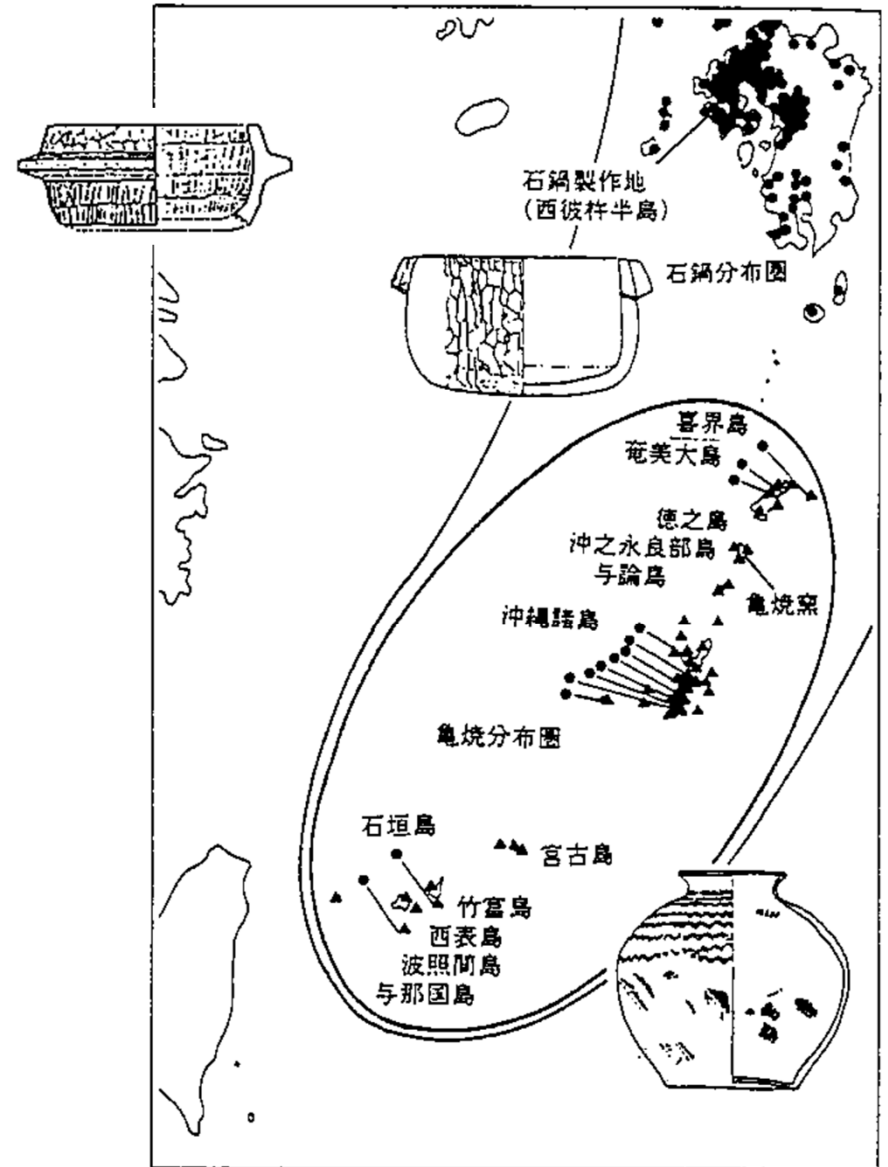 石鍋製作地
(西彼杵半島)
石鍋分布圏
喜界島
奄美大島
徳之島
沖之永良部島
与論島
亀焼窯
沖縄諸島
亀焼分布圏
石垣島
宮古島
竹富島
西表島
波照間島
与那国島